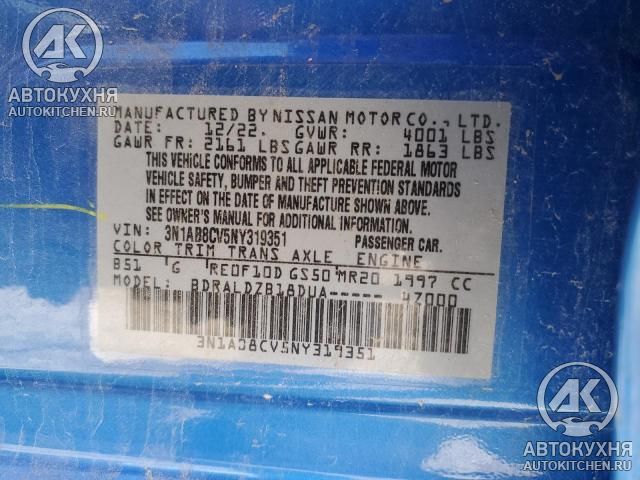 АК
АВТОКУХНЯ
AUTOKITCHEN.RU
MANUFACTURED BY NISSAN MOTOR CO., LTD.
DATE: 12/22. GVWR: 4001 LBS
GAWR FR: 2161 LBS GAWR RR: 1863 LBS
THIS VEHICLE CONFORMS TO ALL APPLICABLE FEDERAL MOTOR
VEHICLE SAFETY, BUMPER AND THEFT PREVENTION STANDARDS
IN EFFECT ON THE DATE OF MANUFACTURE SHOWN ABOVE.
SEE OWNER'S MANUAL FOR ADDITIONAL INFORMATION.
VIN: 3N1AB8CV5NY319351 PASSENGER CAR.
COLOR TRIM TRANS AXLE ENGINE
B51 G RE0F10D GS50 MR20 1997 CC
MODEL: BDRALDZB18DUA----- 4Z000
3N1AB8CV5NY319351
АК
АВТОКУХНЯ
AUTOKITCHEN.RU